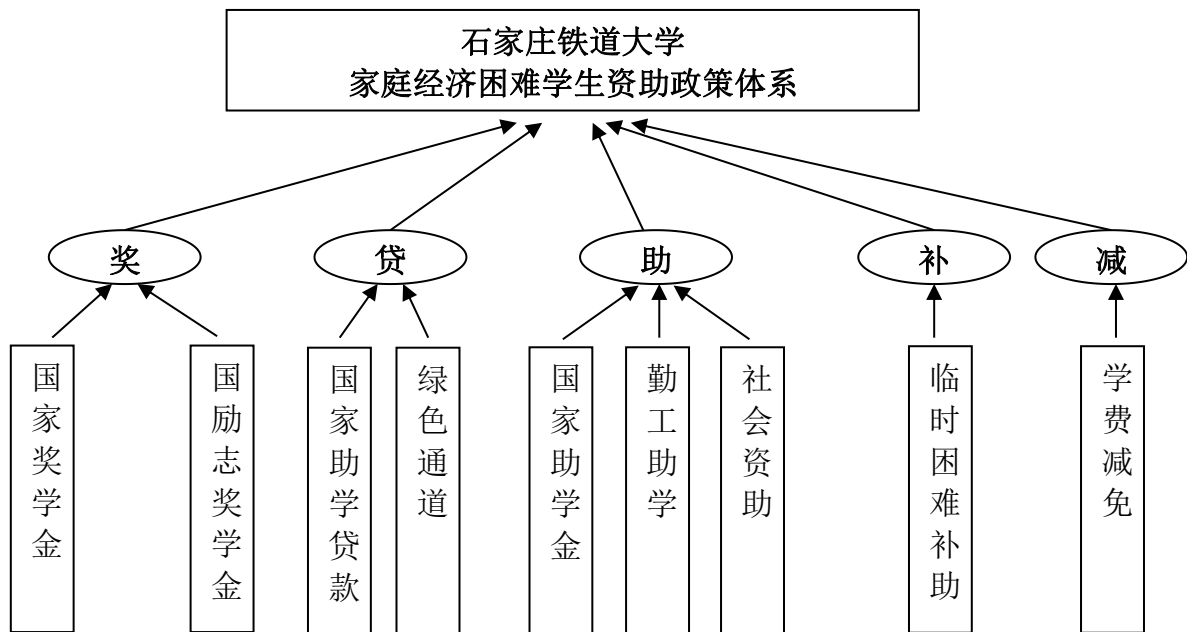 石家庄铁道大学
家庭经济困难学生资助政策体系
奖
贷
助
补
减
国家奖学金
国励志奖学金
国家助学贷款
绿色通道
国家助学金
勤工助学
社会资助
临时困难补助
学费减免